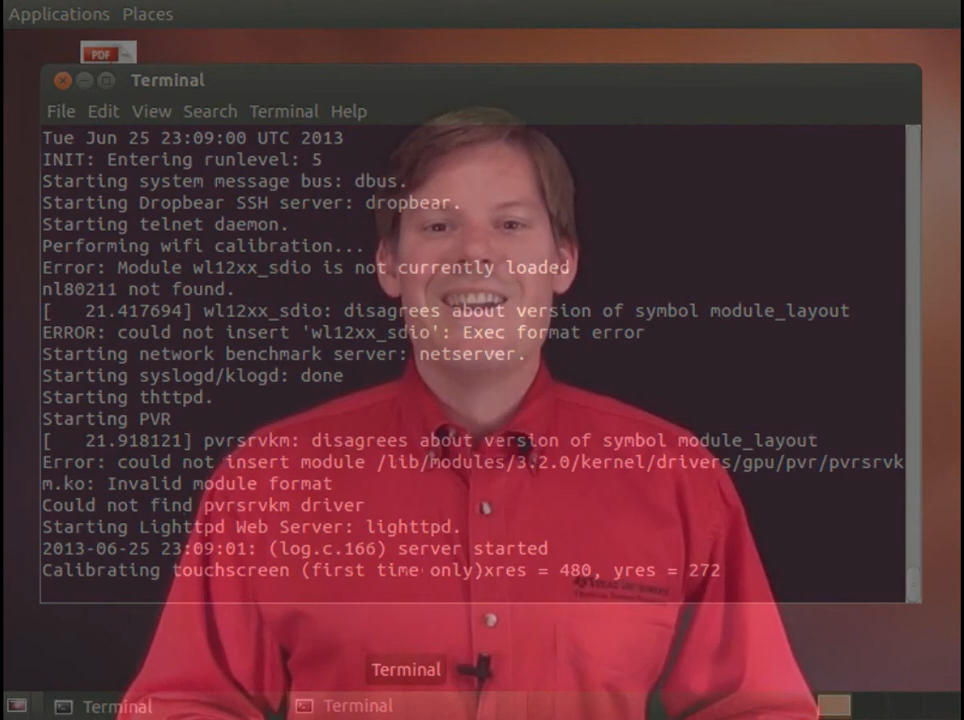 Applications Places
PDF
Terminal
File Edit View Search Terminal Help
Tue Jun 25 23:09:00 UTC 2013
INIT: Entering runlevel: 5
Starting system message bus: dbus.
Starting Dropbear SSH server: dropbear.
Starting telnet daemon.
Performing wifi calibration...
Error: Module wl12xx_sdio is not currently loaded
nl80211 not found.
[   21.417694] wl12xx_sdio: disagrees about version of symbol module_layout
ERROR: could not insert 'wl12xx_sdio': Exec format error
Starting network benchmark server: netserver.
Starting syslogd/klogd: done
Starting thttpd.
Starting PVR
[   21.918121] pvrsrvkm: disagrees about version of symbol module_layout
Error: could not insert module /lib/modules/3.2.0/kernel/drivers/gpu/pvr/pvrsrvk
m.ko: Invalid module format
Could not find pvrsrvkm driver
Starting Lighttpd Web Server: lighttpd.
2013-06-25 23:09:01: (log.c.166) server started
Calibrating touchscreen (first time only)xres = 480, yres = 272
Terminal
Terminal Terminal